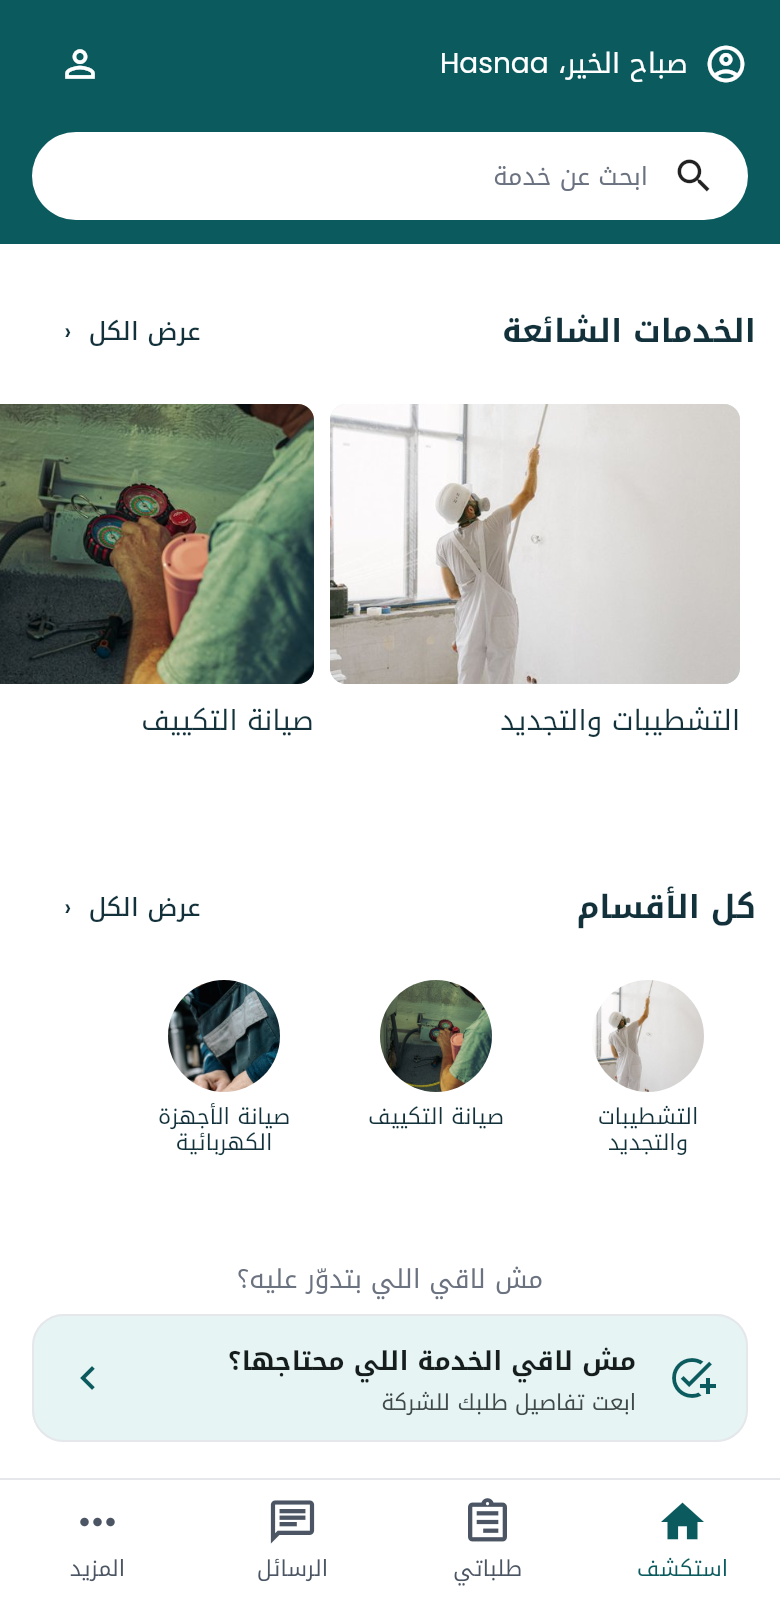 صباح الخير، Hasnaa
ابحث عن خدمة
الخدمات الشائعة
عرض الكل ‹
التشطيبات والتجديد
صيانة التكييف
كل الأقسام
عرض الكل ‹
التشطيبات
والتجديد
صيانة التكييف
صيانة الأجهزة
الكهربائية
مش لاقي اللي بتدوّر عليه؟
مش لاقي الخدمة اللي محتاجها؟
ابعت تفاصيل طلبك للشركة
استكشف
طلباتي
الرسائل
المزيد